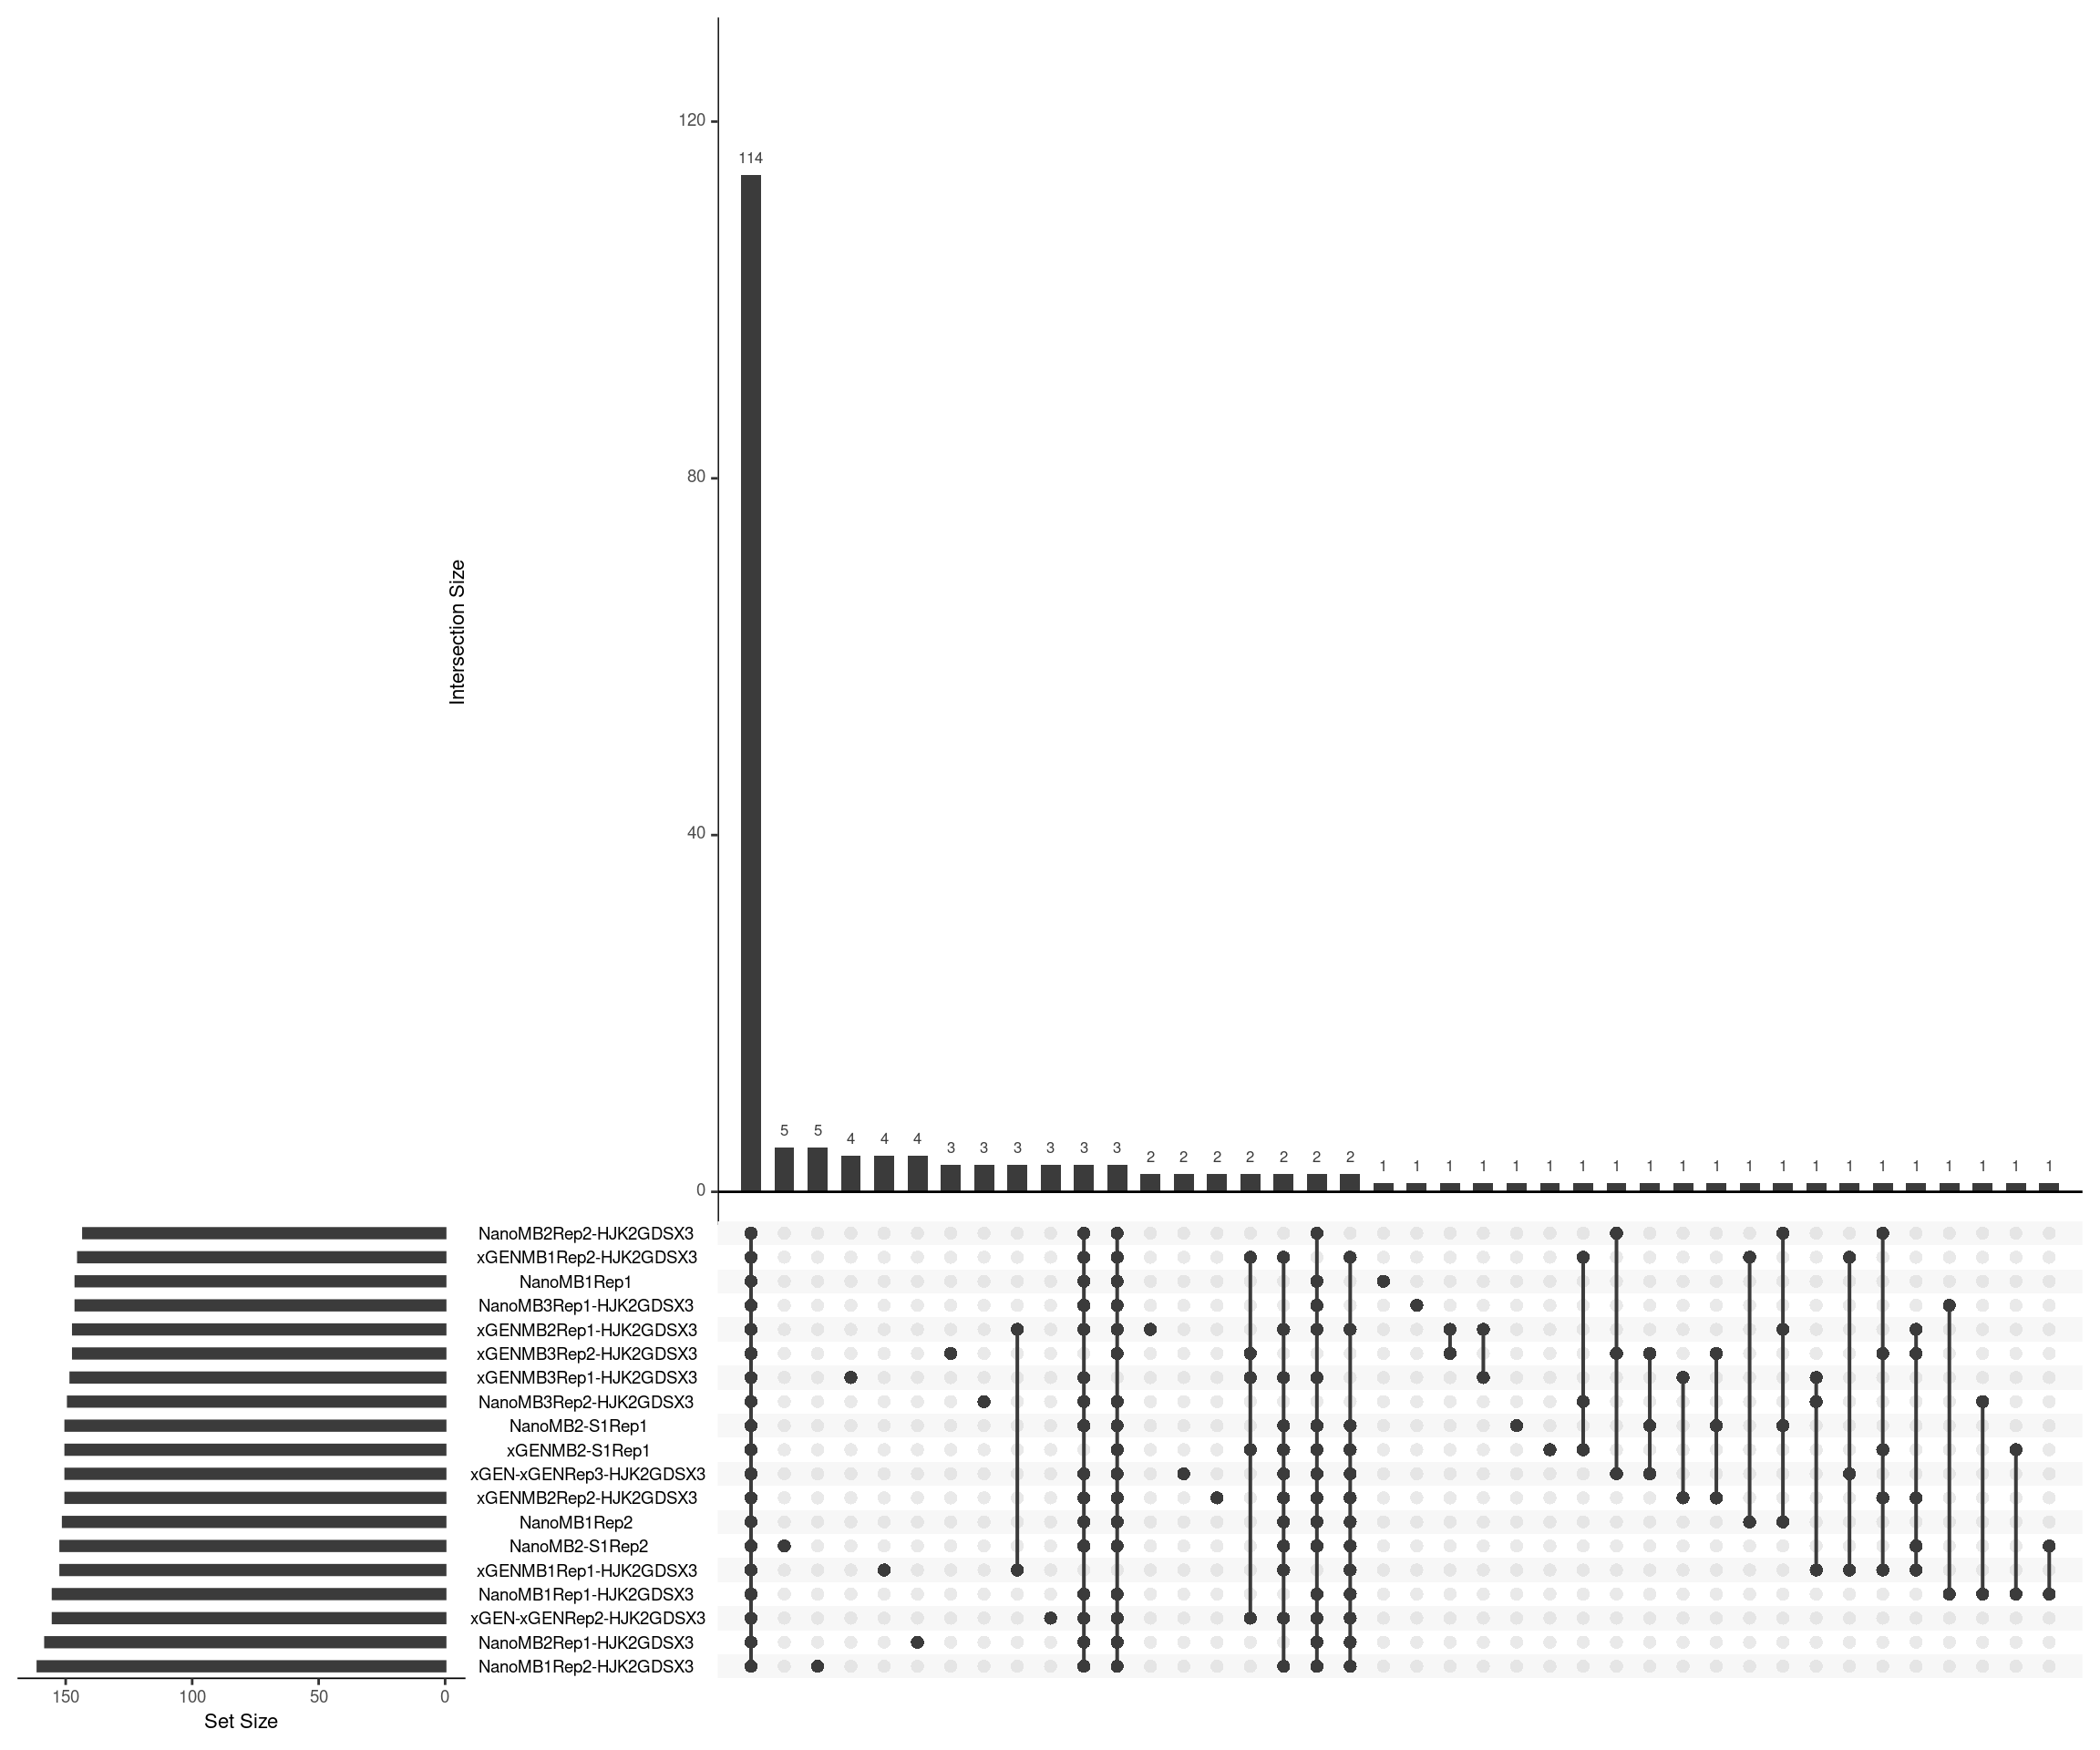 120
114
80
Intersection Size
40
5 5 4 4 4 3 3 3 3 3 3 2 2 2 2 2 2 2 1 1 1 1 1 1 1 1 1 1 1 1 1 1 1 1 1 1 1 1 1
0
NanoMB2Rep2-HJK2GDSX3
xGENMB1Rep2-HJK2GDSX3
NanoMB1Rep1
NanoMB3Rep1-HJK2GDSX3
xGENMB2Rep1-HJK2GDSX3
xGENMB3Rep2-HJK2GDSX3
xGENMB3Rep1-HJK2GDSX3
NanoMB3Rep2-HJK2GDSX3
NanoMB2-S1Rep1
xGENMB2-S1Rep1
xGEN-xGENRep3-HJK2GDSX3
xGENMB2Rep2-HJK2GDSX3
NanoMB1Rep2
NanoMB2-S1Rep2
xGENMB1Rep1-HJK2GDSX3
NanoMB1Rep1-HJK2GDSX3
xGEN-xGENRep2-HJK2GDSX3
NanoMB2Rep1-HJK2GDSX3
NanoMB1Rep2-HJK2GDSX3
150 100 50 0
Set Size